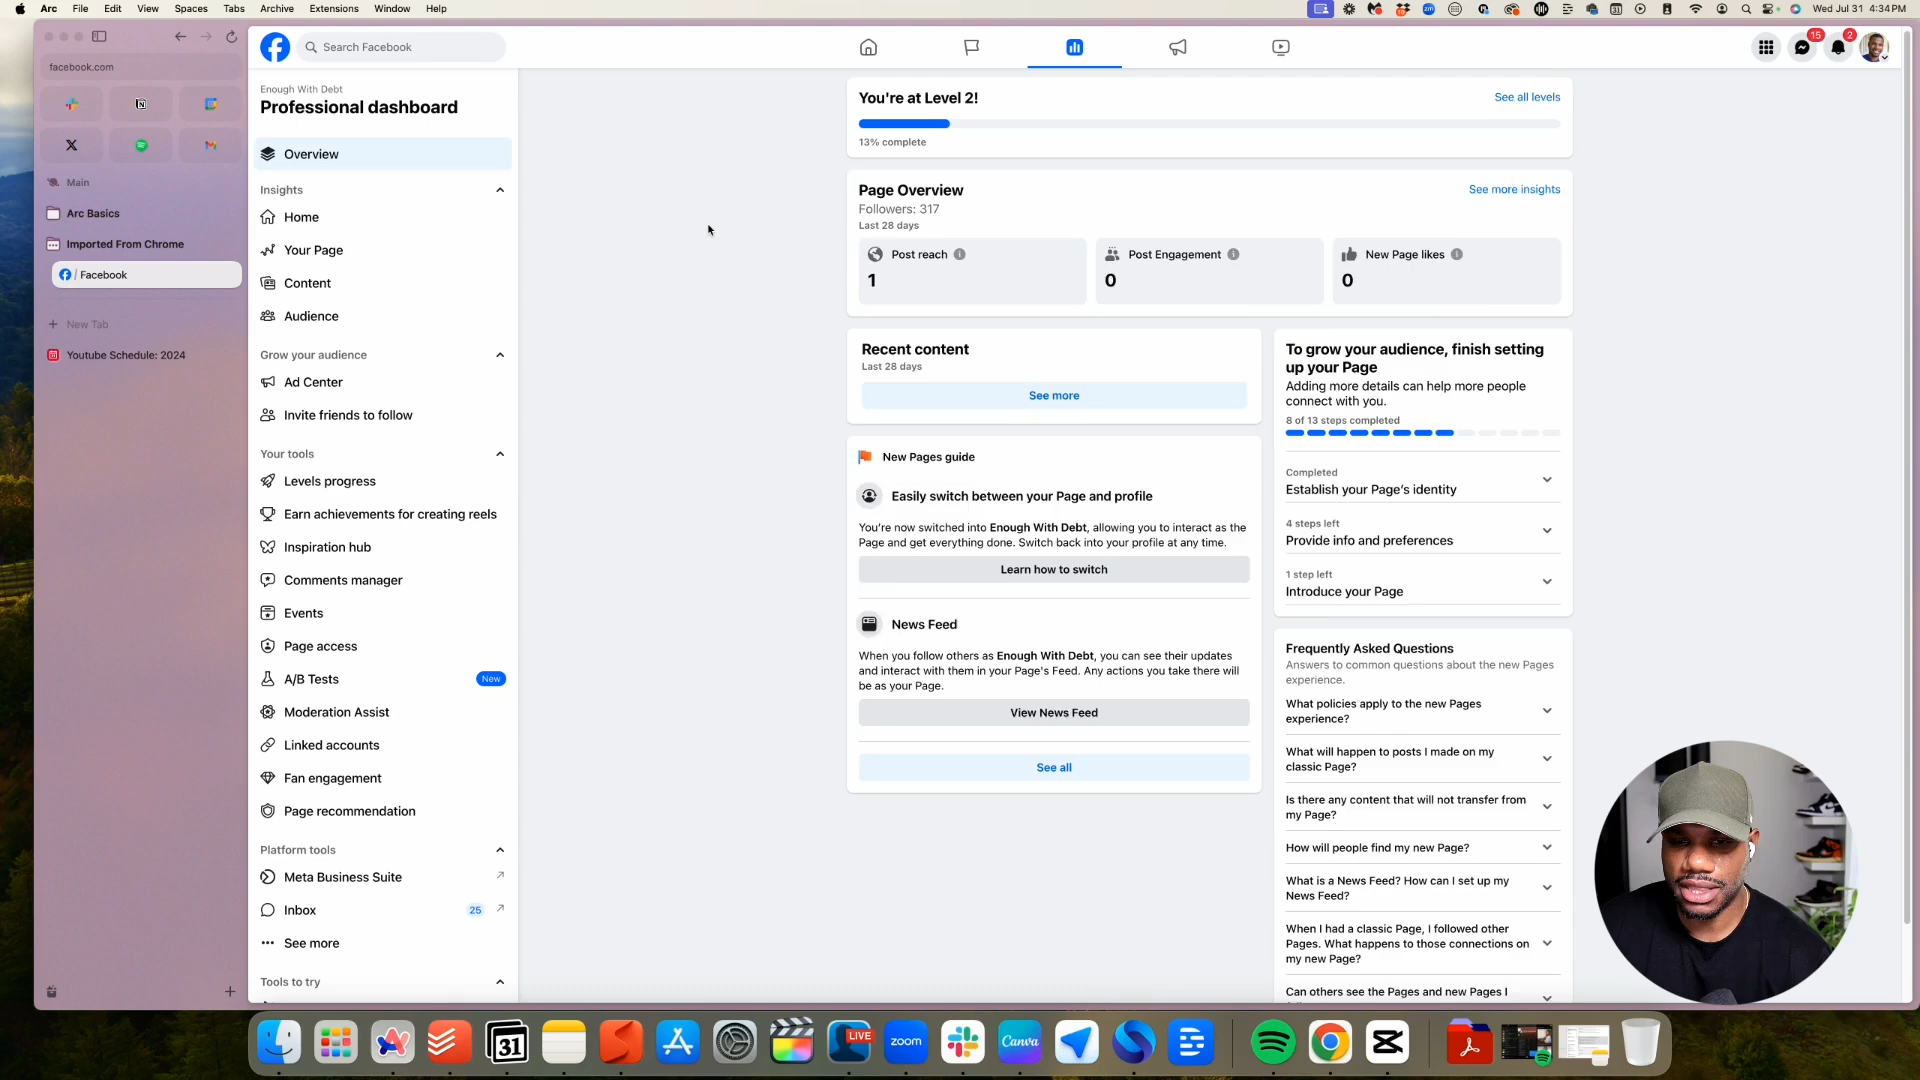 Arc File Edit View Spaces Tabs Archive Extensions Window Help
Wed Jul 31 4:34 PM
facebook.com
Main
Arc Basics
Imported From Chrome
/ Facebook
+ New Tab
Youtube Schedule: 2024
Search Facebook
15
2
Enough With Debt
Professional dashboard
Overview
Insights
Home
Your Page
Content
Audience
Grow your audience
Ad Center
Invite friends to follow
Your tools
Levels progress
Earn achievements for creating reels
Inspiration hub
Comments manager
Events
Page access
A/B Tests
New
Moderation Assist
Linked accounts
Fan engagement
Page recommendation
Platform tools
Meta Business Suite
Inbox
25
See more
Tools to try
You're at Level 2!
See all levels
13% complete
Page Overview
See more insights
Followers: 317
Last 28 days
Post reach
1
Post Engagement
0
New Page likes
0
Recent content
Last 28 days
See more
New Pages guide
Easily switch between your Page and profile
You're now switched into Enough With Debt, allowing you to interact as the
Page and get everything done. Switch back into your profile at any time.
Learn how to switch
News Feed
When you follow others as Enough With Debt, you can see their updates
and interact with them in your Page's Feed. Any actions you take there will
be as your Page.
View News Feed
See all
To grow your audience, finish setting
up your Page
Adding more details can help more people
connect with you.
8 of 13 steps completed
Completed
Establish your Page's identity
4 steps left
Provide info and preferences
1 step left
Introduce your Page
Frequently Asked Questions
Answers to common questions about the new Pages
experience.
What policies apply to the new Pages
experience?
What will happen to posts I made on my
classic Page?
Is there any content that will not transfer from
my Page?
How will people find my new Page?
What is a News Feed? How can I set up my
News Feed?
When I had a classic Page, I followed other
Pages. What happens to those connections on
my new Page?
Can others see the Pages and new Pages I
31
LIVE
zoom
Canva